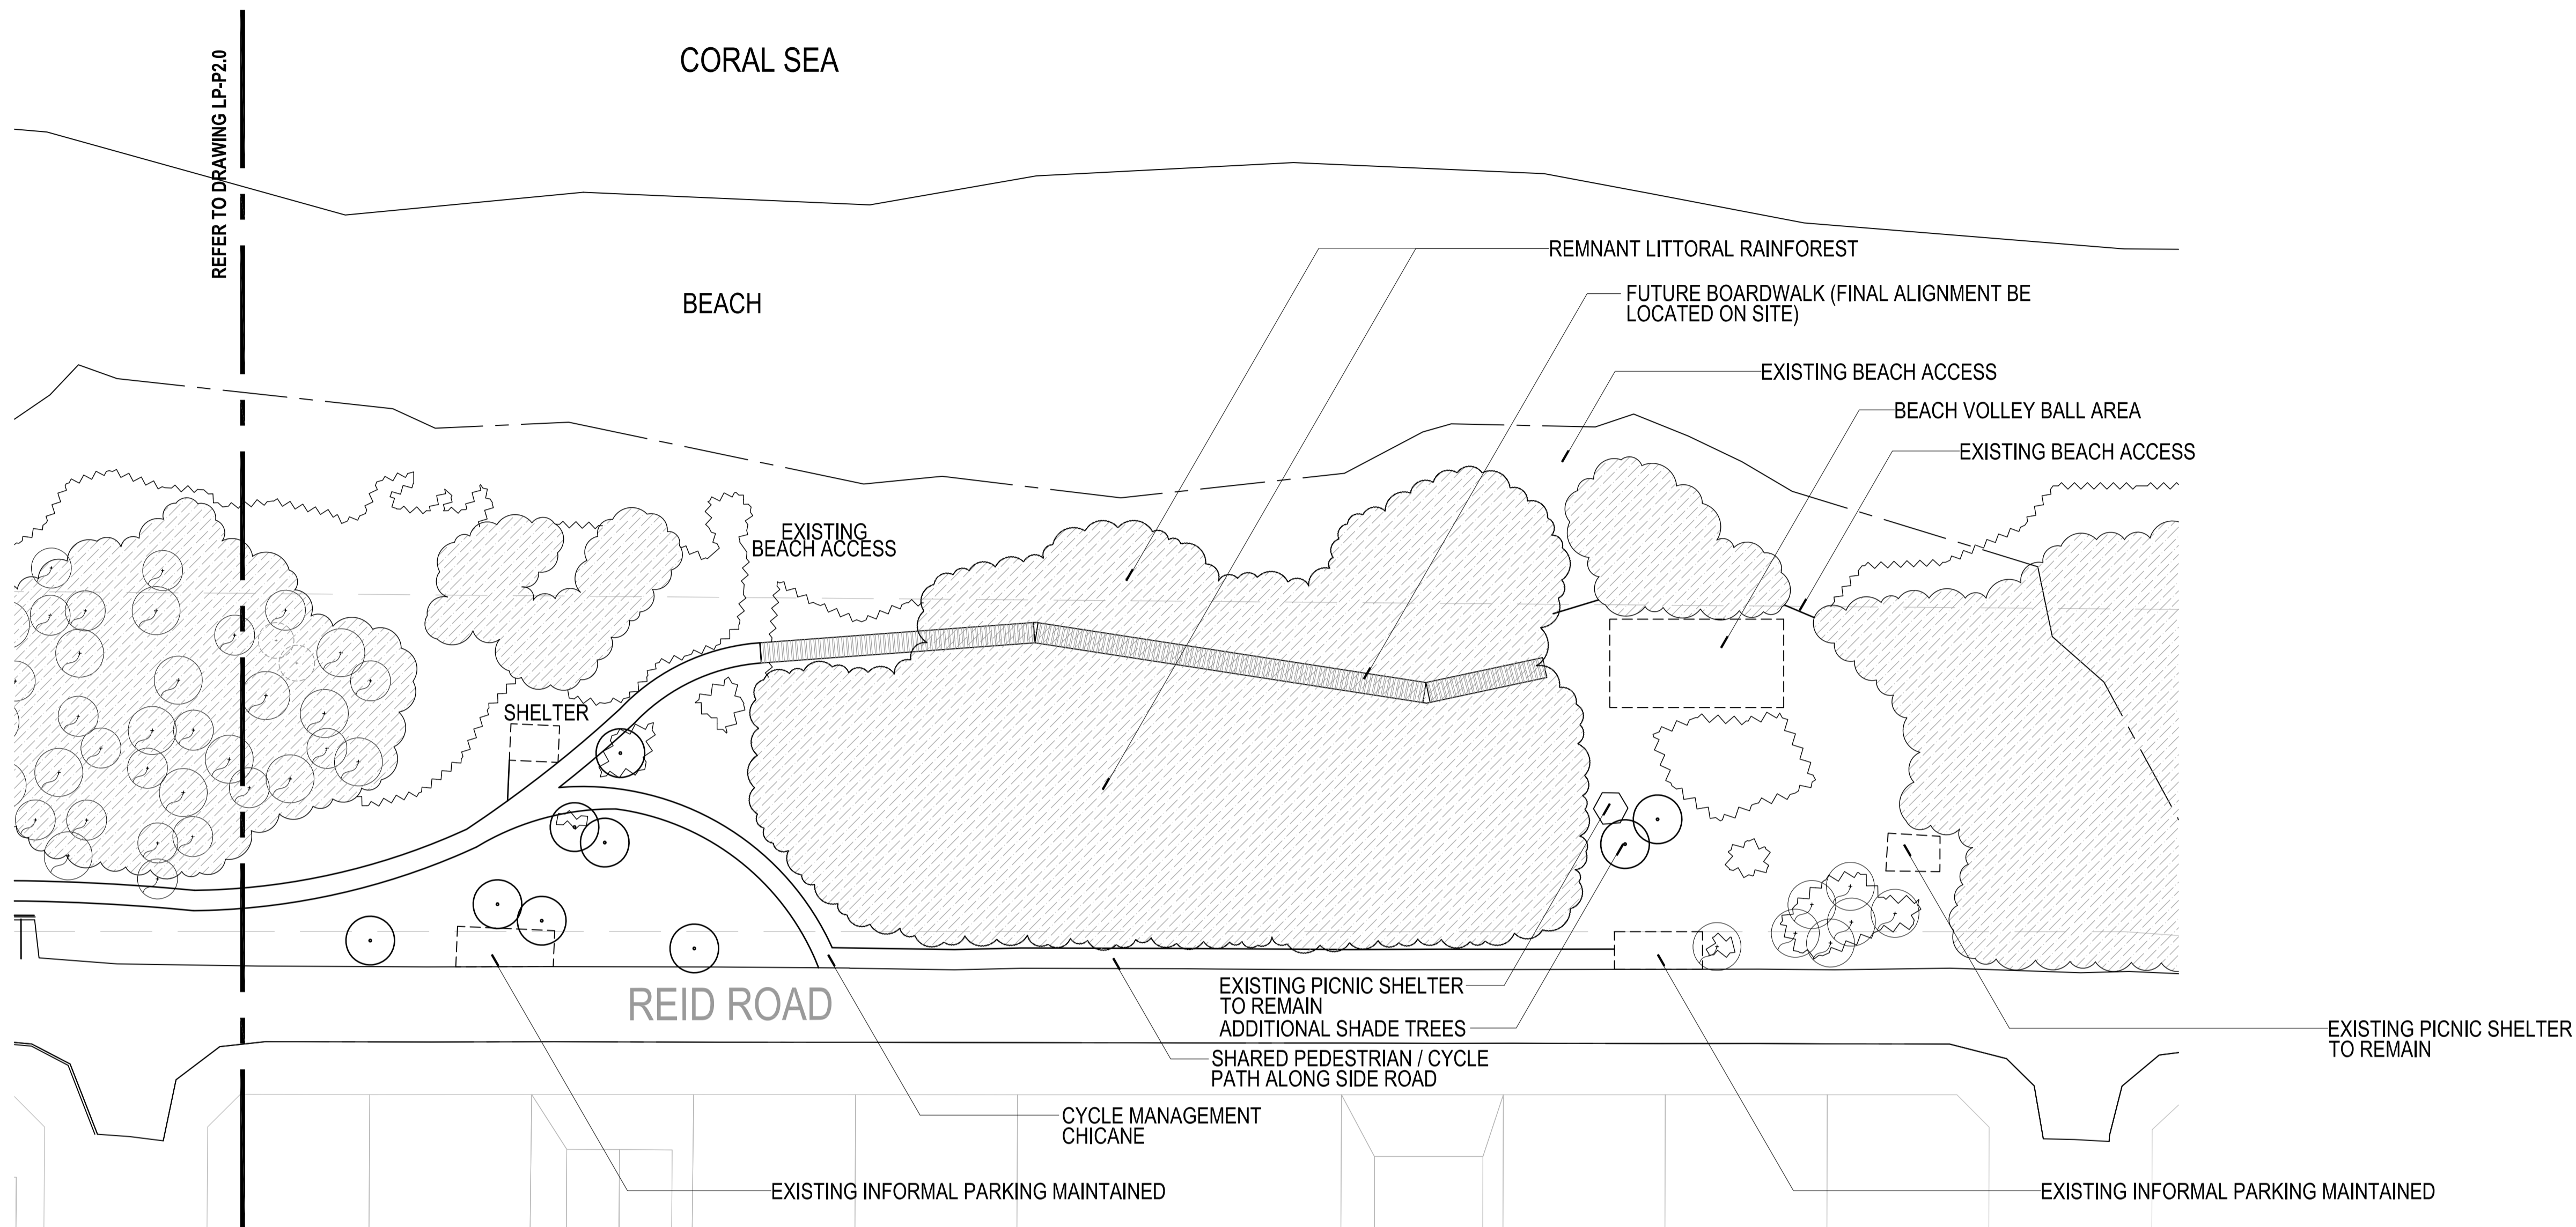 CORAL SEA
REFER TO DRAWING LP-P2.0
BEACH
REMNANT LITTORAL RAINFOREST
FUTURE BOARDWALK (FINAL ALIGNMENT BE
LOCATED ON SITE)
EXISTING BEACH ACCESS
BEACH VOLLEY BALL AREA
EXISTING BEACH ACCESS
EXISTING
BEACH ACCESS
SHELTER
REID ROAD
EXISTING PICNIC SHELTER
TO REMAIN
ADDITIONAL SHADE TREES
SHARED PEDESTRIAN / CYCLE
PATH ALONG SIDE ROAD
EXISTING PICNIC SHELTER
TO REMAIN
CYCLE MANAGEMENT
CHICANE
EXISTING INFORMAL PARKING MAINTAINED
EXISTING INFORMAL PARKING MAINTAINED